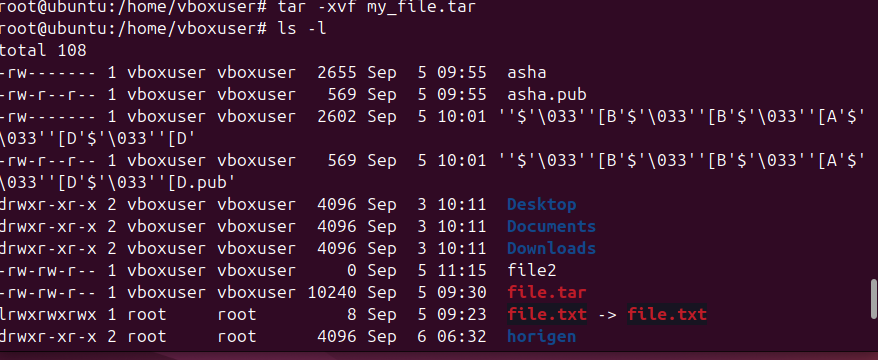 root@ubuntu:/home/vboxuser# tar -xvf my_file.tar
root@ubuntu:/home/vboxuser# ls -l
total 108
-rw------- 1 vboxuser vboxuser  2655 Sep  5 09:55  asha
-rw-r--r-- 1 vboxuser vboxuser   569 Sep  5 09:55  asha.pub
-rw------- 1 vboxuser vboxuser  2602 Sep  5 10:01 ''$'\033''[B'$'\033''[B'$'\033''[A'$'
\033''[D'$'\033''[D'
-rw-r--r-- 1 vboxuser vboxuser   569 Sep  5 10:01 ''$'\033''[B'$'\033''[B'$'\033''[A'$'
\033''[D'$'\033''[D.pub'
drwxr-xr-x 2 vboxuser vboxuser  4096 Sep  3 10:11  Desktop
drwxr-xr-x 2 vboxuser vboxuser  4096 Sep  3 10:11  Documents
drwxr-xr-x 2 vboxuser vboxuser  4096 Sep  3 10:11  Downloads
-rw-rw-r-- 1 vboxuser vboxuser     0 Sep  5 11:15  file2
-rw-rw-r-- 1 vboxuser vboxuser 10240 Sep  5 09:30  file.tar
lrwxrwxrwx 1 root     root         8 Sep  5 09:23  file.txt -> file.txt
drwxr-xr-x 2 root     root      4096 Sep  6 06:32  horigen